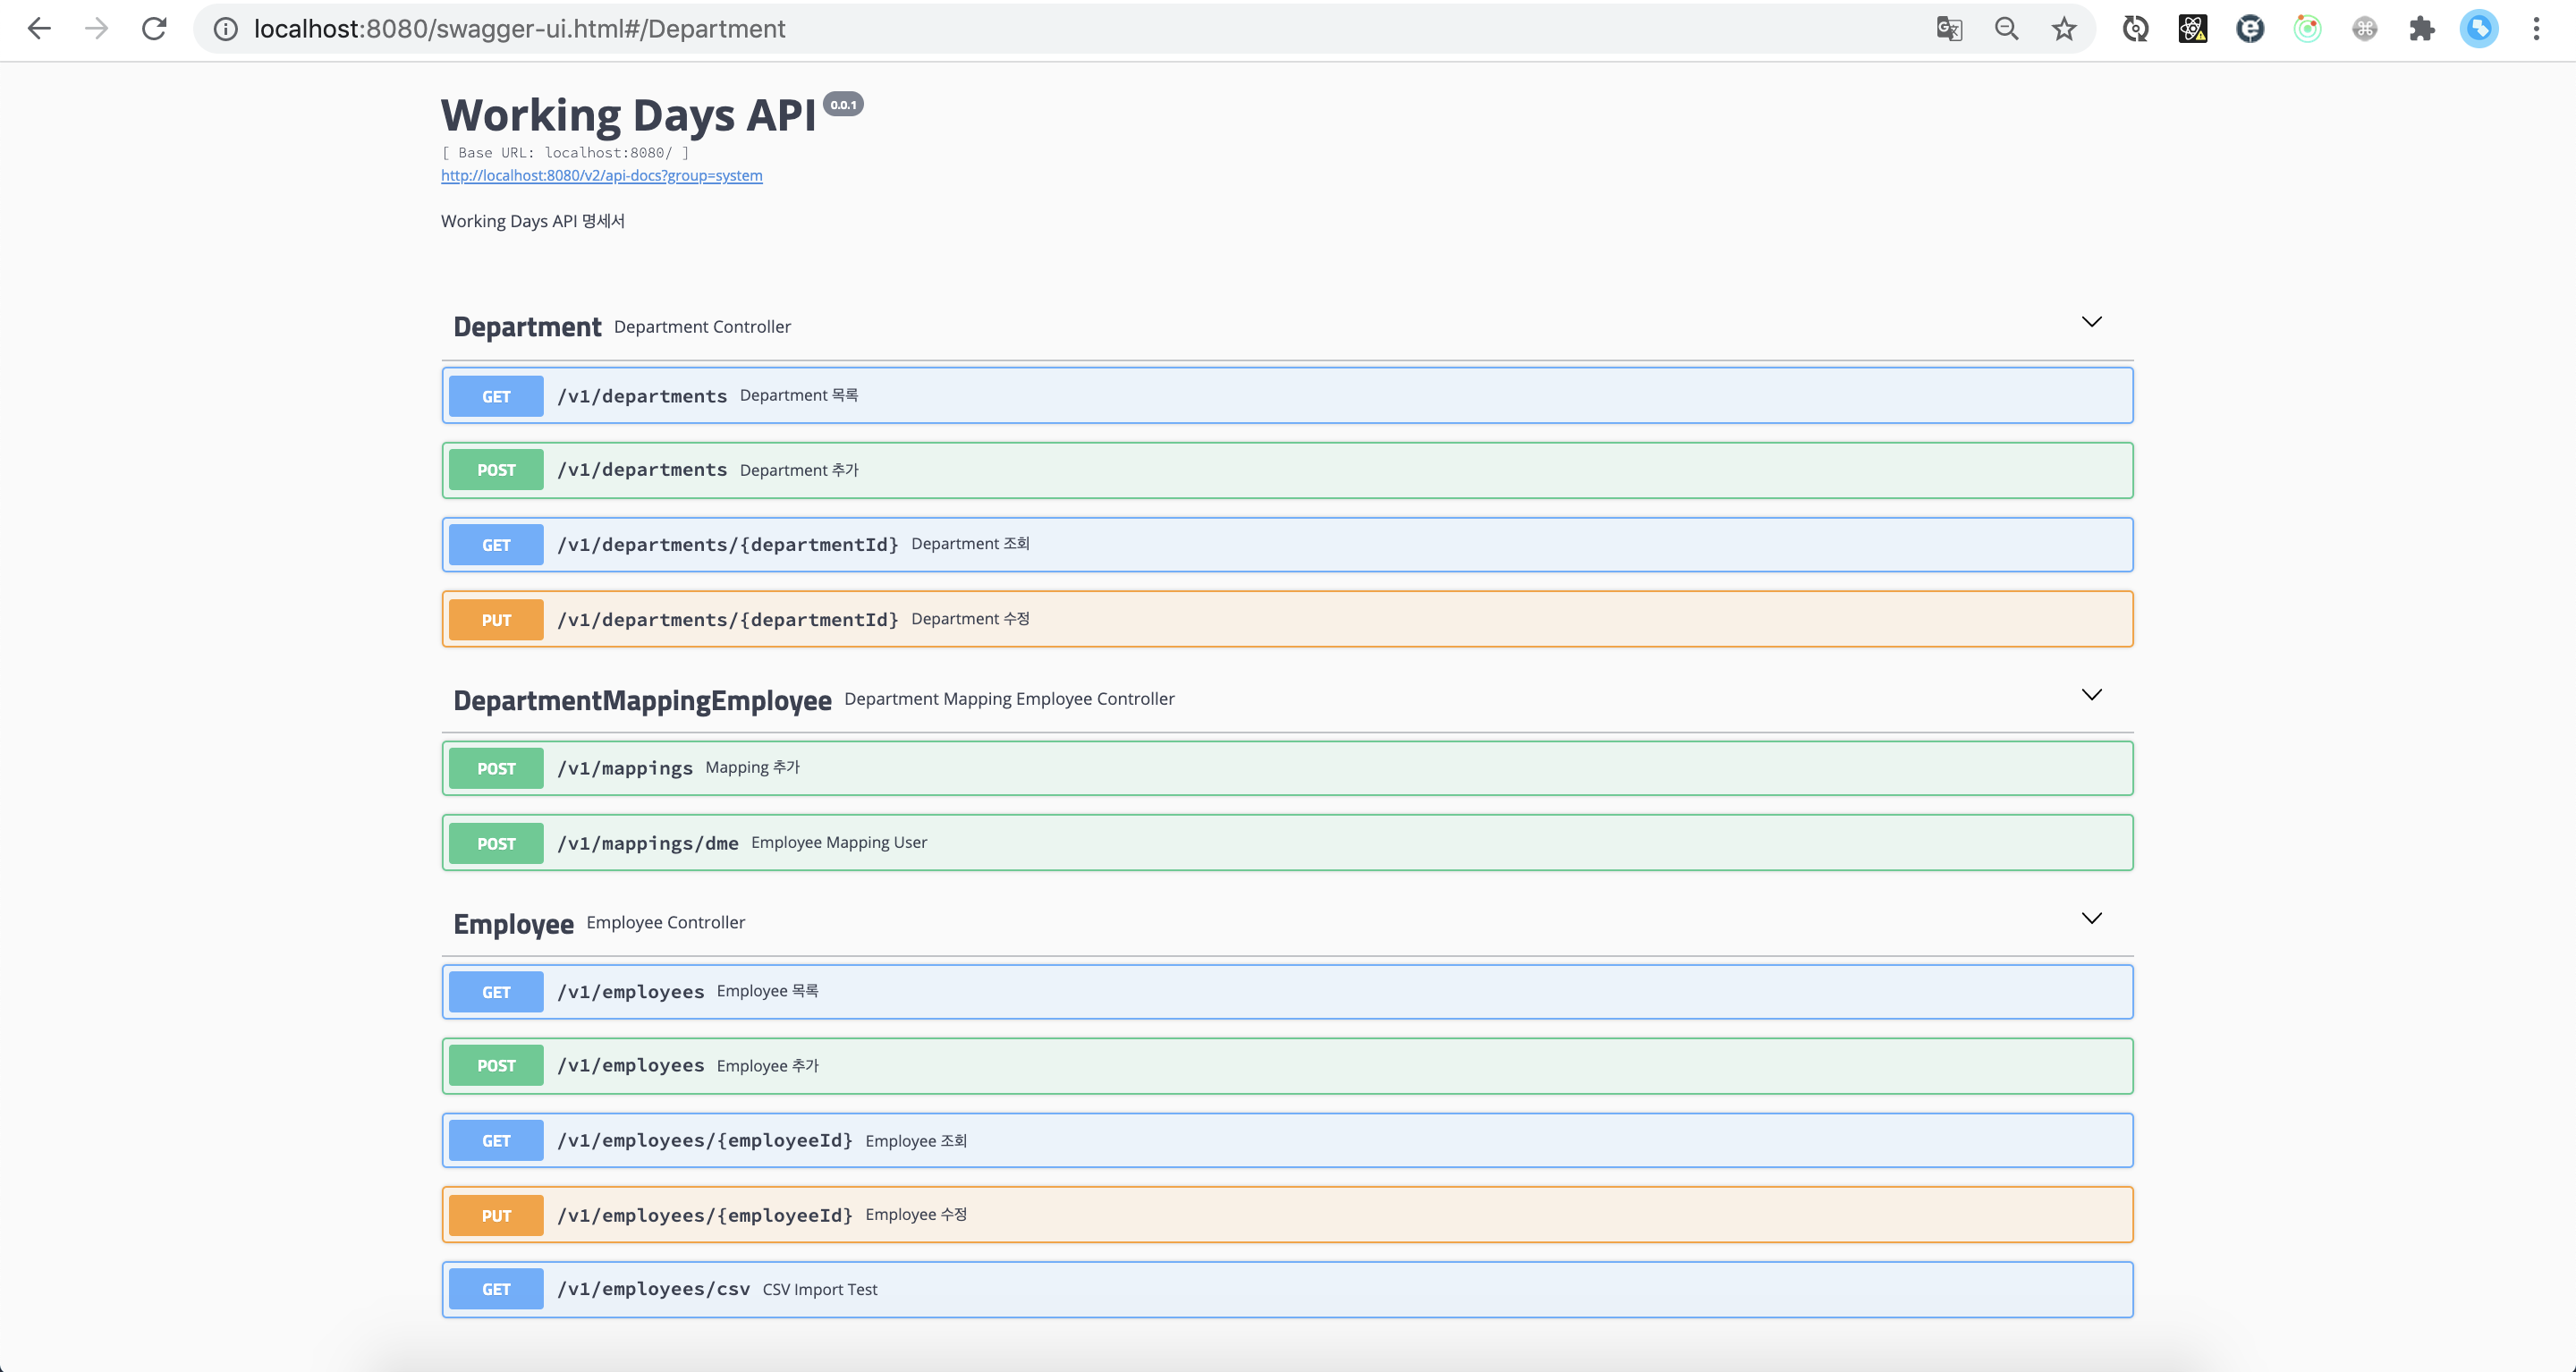 localhost:8080/swagger-ui.html#/Department
Working Days API 0.0.1
[ Base URL: localhost:8080/ ]
http://localhost:8080/v2/api-docs?group=system
Working Days API 명세서
Department Department Controller
GET /v1/departments Department 목록
POST /v1/departments Department 추가
GET /v1/departments/{departmentId} Department 조회
PUT /v1/departments/{departmentId} Department 수정
DepartmentMappingEmployee Department Mapping Employee Controller
POST /v1/mappings Mapping 추가
POST /v1/mappings/dme Employee Mapping User
Employee Employee Controller
GET /v1/employees Employee 목록
POST /v1/employees Employee 추가
GET /v1/employees/{employeeId} Employee 조회
PUT /v1/employees/{employeeId} Employee 수정
GET /v1/employees/csv CSV Import Test